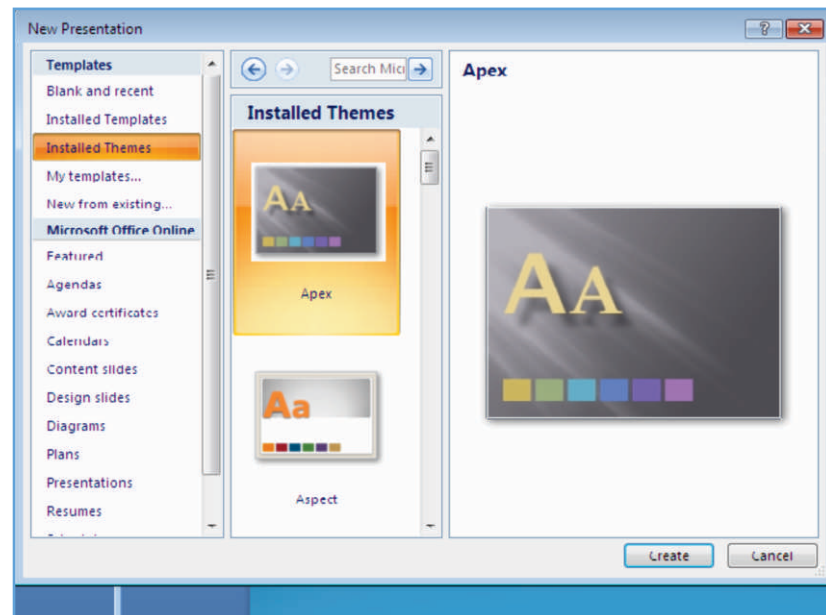 New Presentation
Templates
Blank and recent
Installed Templates
Installed Themes
My templates...
New from existing...
Microsoft Office Online
Featured
Agendas
Award certificates
Calendars
Content slides
Design slides
Diagrams
Plans
Presentations
Resumes
Search Mic
Installed Themes
AA
Apex
Aa
Aspect
Apex
AA
Create
Cancel